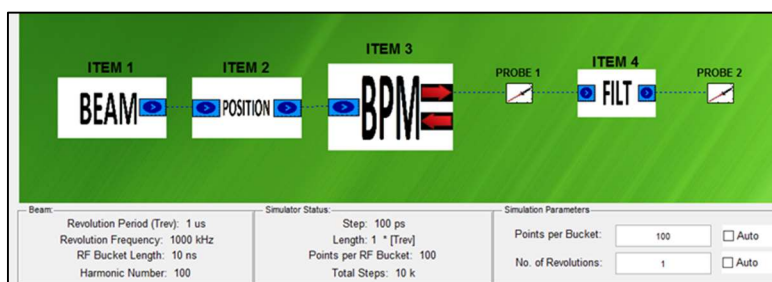 ITEM 1
ITEM 2
ITEM 3
ITEM 4
PROBE 1
PROBE 2
BEAM
POSITION
BPM
FILT
Beam:
Revolution Period (Trev): 1 us
Revolution Frequency: 1000 kHz
RF Bucket Length: 10 ns
Harmonic Number: 100
Simulator Status:
Step: 100 ps
Length: 1 * [Trev]
Points per RF Bucket: 100
Total Steps: 10 k
Simulation Parameters
Points per Bucket: 100 Auto
No. of Revolutions: 1 Auto